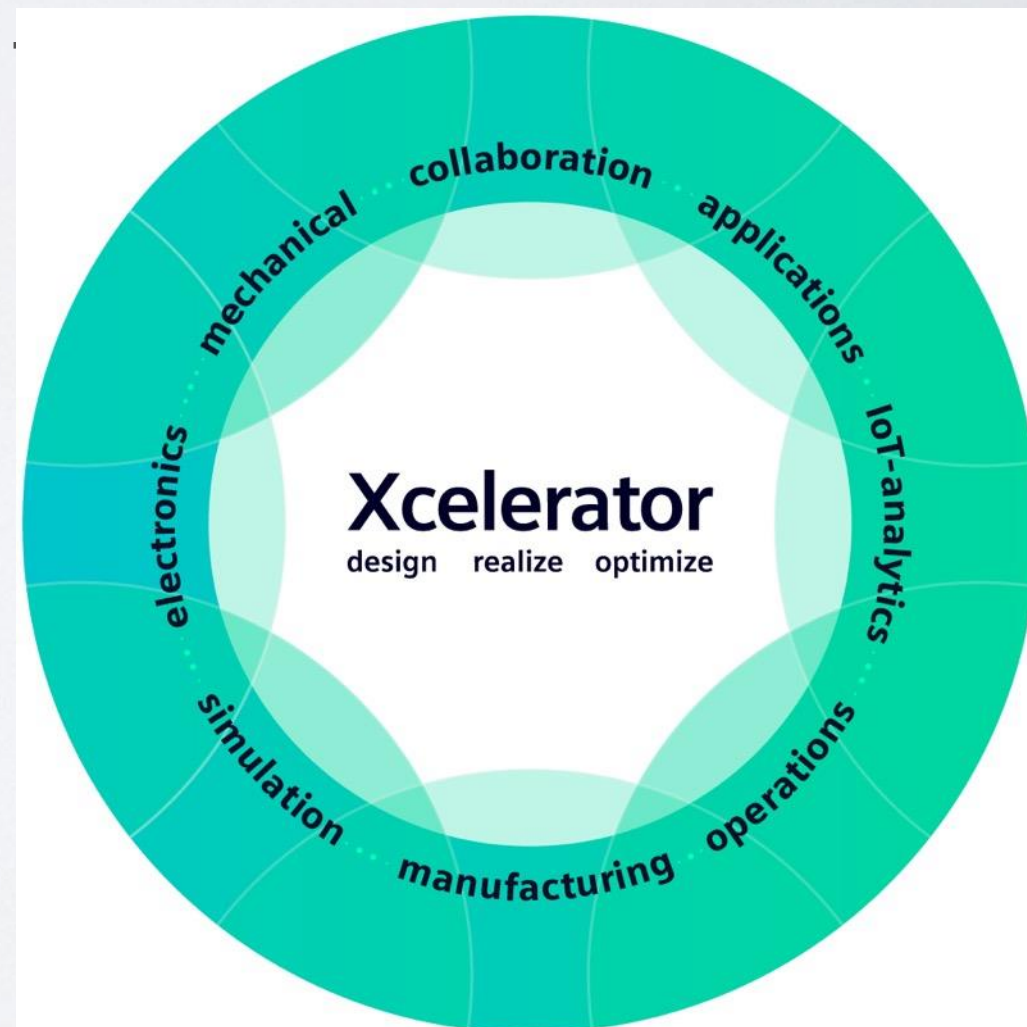 collaboration
applications
IoT-analytics
operations
manufacturing
simulation
electronics
mechanical
Xcelerator
design realize optimize